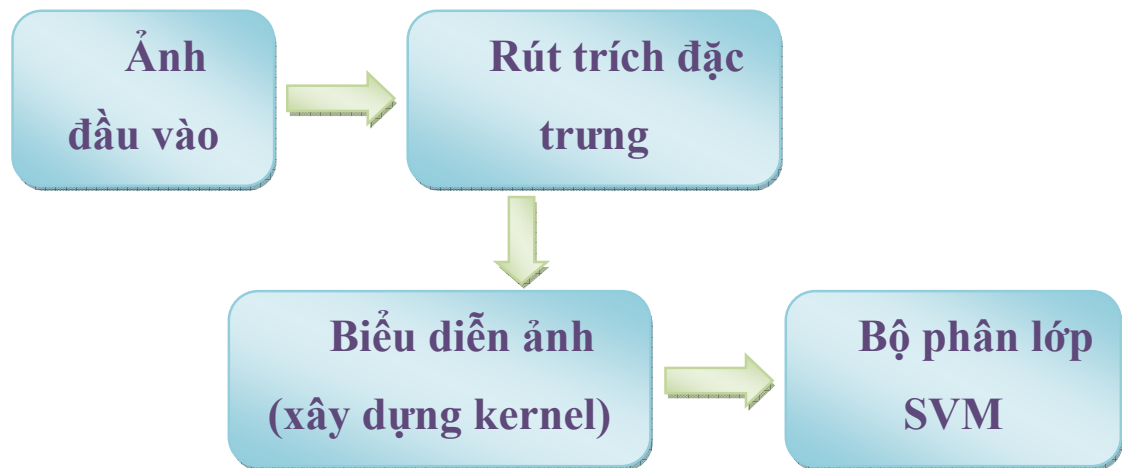 Ảnh
đầu vào
Rút trích đặc
trưng
Biểu diễn ảnh
(xây dựng kernel)
Bộ phân lớp
SVM